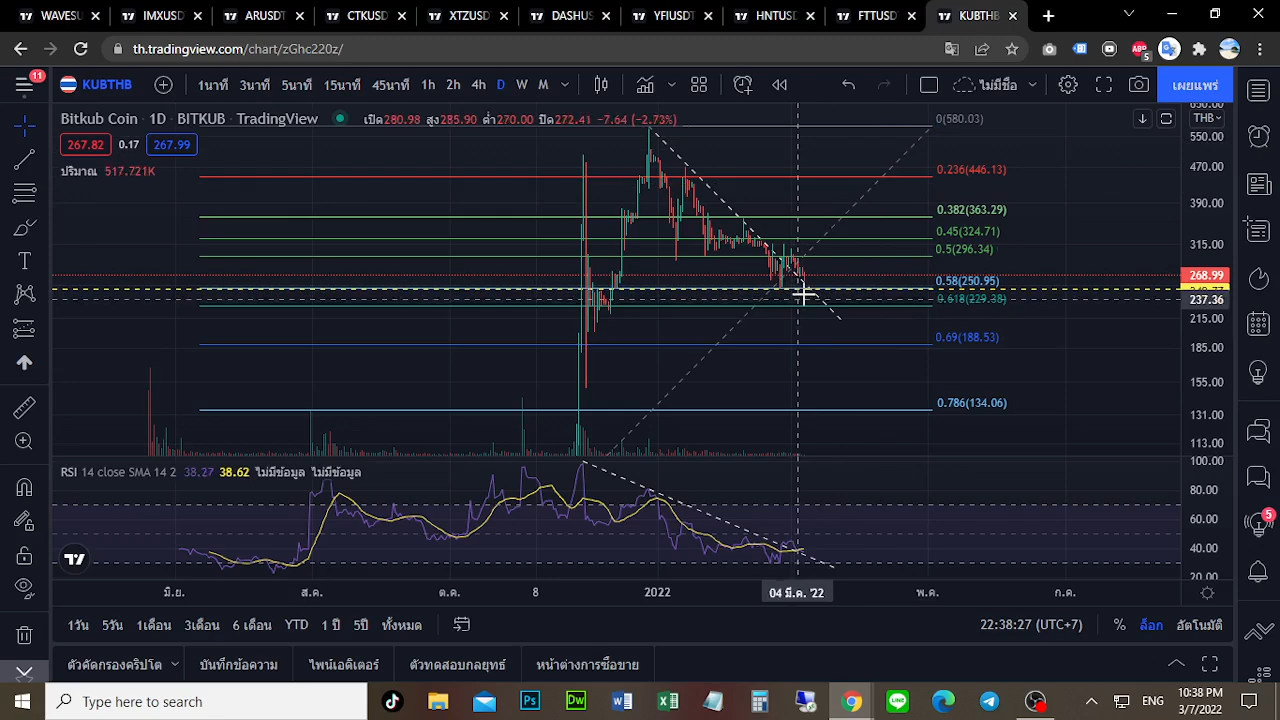 WAVESU
IMXUSD
ARUSDT
CTKUSD
XTZUSD
DASHUS
YFIUSDT
HNTUSD
FTTUSDT
KUBTHB
th.tradingview.com/chart/zGhc220z/
ABP
5
11
KUBTHB
1นาที
3นาที
5นาที
15นาที
45นาที
1h
2h
4h
D
W
M
ไม่มีชื่อ
เผยแพร่
Bitkub Coin • 1D • BITKUB • TradingView
เปิด280.98 สูง285.90 ต่ำ270.00 ปิด272.41 −7.64 (−2.73%)
267.82
0.17
267.99
ปริมาณ 517.721K
0(580.03)
0.236(446.13)
0.382(363.29)
0.45(324.71)
0.5(296.34)
0.58(250.95)
0.618(229.38)
0.69(188.53)
0.786(134.06)
THB
650.00
550.00
470.00
390.00
315.00
268.99
237.36
215.00
185.00
155.00
131.00
113.00
RSI 14 close SMA 14 2 38.27 38.62 ไม่มีข้อมูล ไม่มีข้อมูล
100.00
80.00
60.00
40.00
20.00
มิ.ย.
ส.ค.
ต.ค.
8
2022
04 มี.ค. '22
พ.ค.
ก.ค.
1วัน
5วัน
1เดือน
3เดือน
6 เดือน
YTD
1 ปี
5ปี
ทั้งหมด
22:38:27 (UTC+7)
%
ล็อก
อัตโนมัติ
ตัวคัดกรองคริปโต
บันทึกข้อความ
ไพน์เอดิเตอร์
ตัวทดสอบกลยุทธ์
หน้าต่างการซื้อขาย
5
Type here to search
Ps
Dw
ENG
10:38 PM
3/7/2022